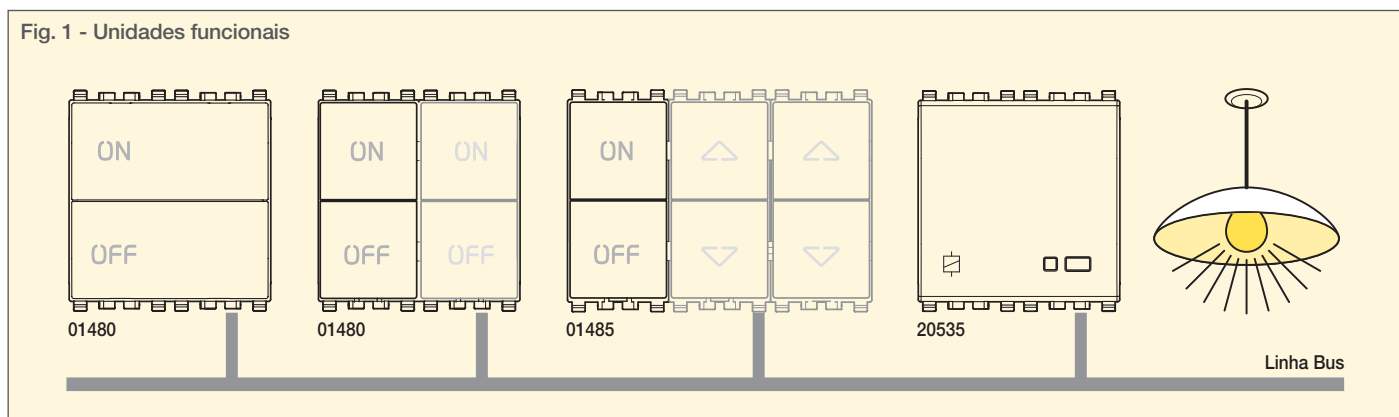 Fig. 1 - Unidades funcionais
ON
OFF
ON
ON
OFF
OFF
ON
OFF
01480
01480
01485
20535
Linha Bus